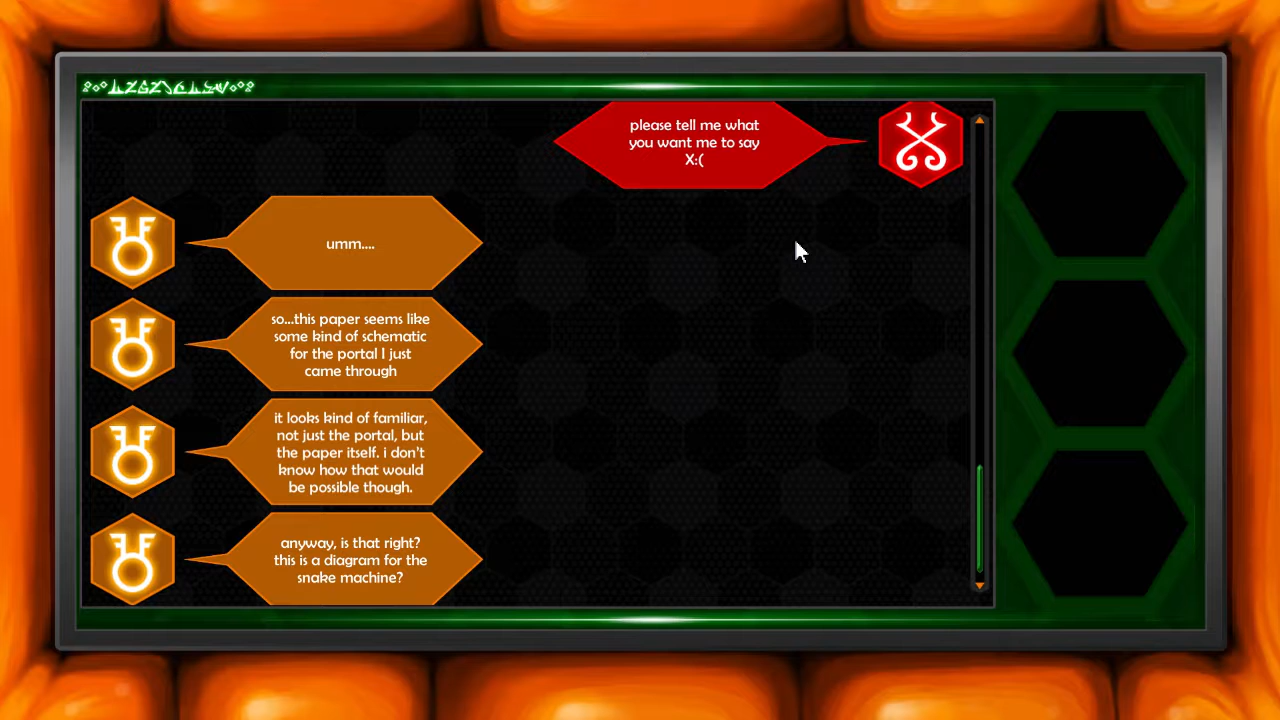 please tell me what
you want me to say
X:(
umm....
so...this paper seems like
some kind of schematic
for the portal I just
came through
it looks kind of familiar,
not just the portal, but
the paper itself. i don't
know how that would
be possible though.
anyway, is that right?
this is a diagram for the
snake machine?